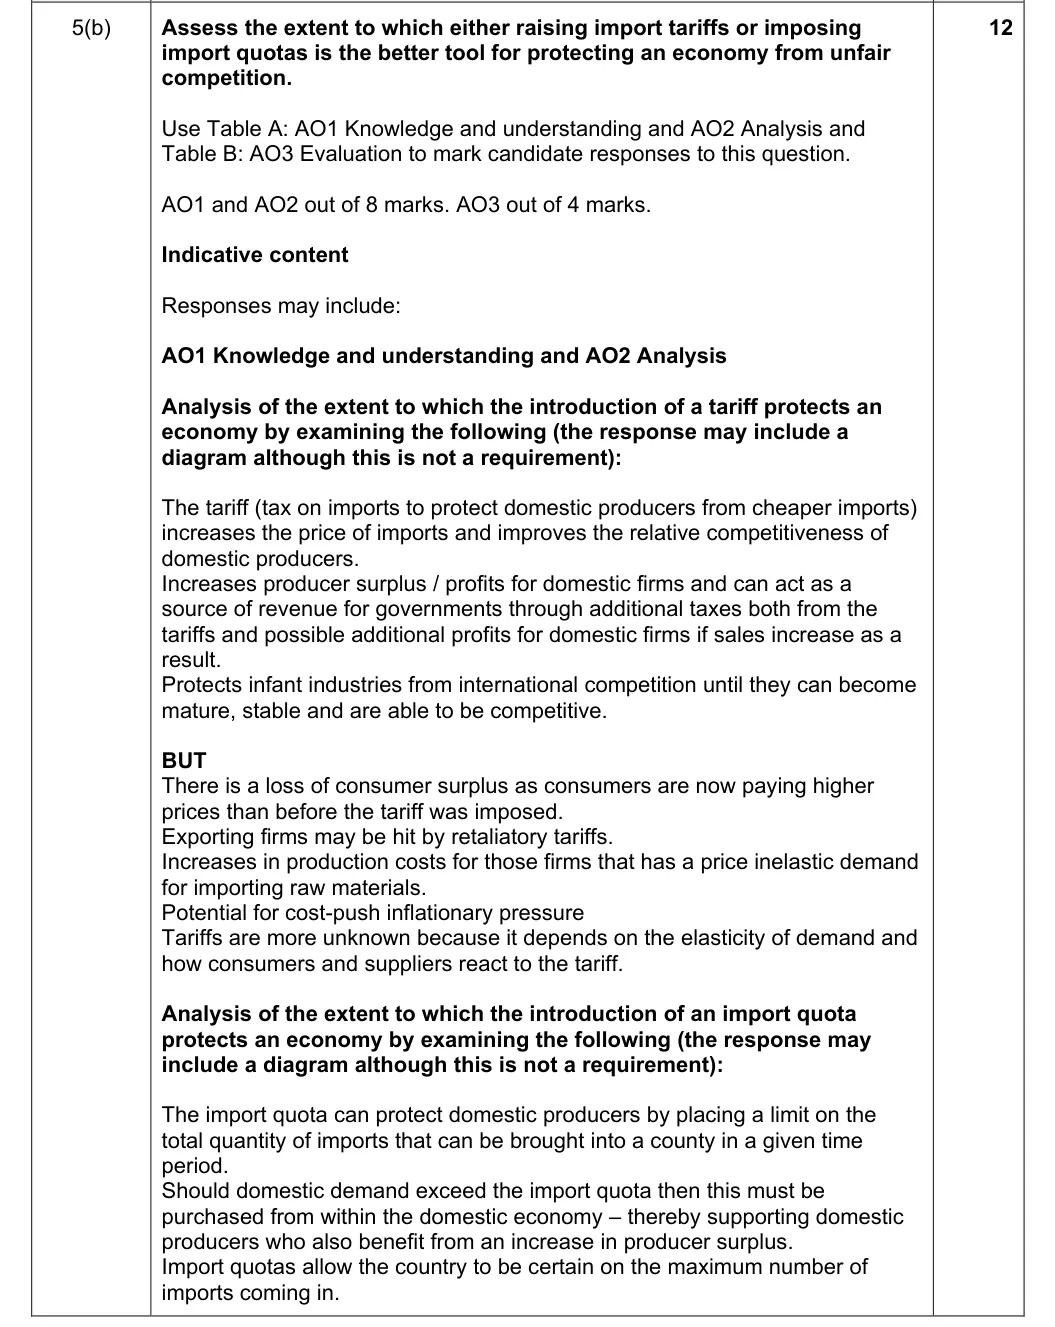 5(b)
Assess the extent to which either raising import tariffs or imposing
12
import quotas is the better tool for protecting an economy from unfair
competition.
Use Table A: AO1 Knowledge and understanding and AO2 Analysis and
Table B: AO3 Evaluation to mark candidate responses to this question.
AO1 and AO2 out of 8 marks. AO3 out of 4 marks.
Indicative content
Responses may include:
AO1 Knowledge and understanding and AO2 Analysis
Analysis of the extent to which the introduction of a tariff protects an
economy by examining the following (the response may include a
diagram although this is not a requirement):
The tariff (tax on imports to protect domestic producers from cheaper imports)
increases the price of imports and improves the relative competitiveness of
domestic producers.
Increases producer surplus / profits for domestic firms and can act as a
source of revenue for governments through additional taxes both from the
tariffs and possible additional profits for domestic firms if sales increase as a
result.
Protects infant industries from international competition until they can become
mature, stable and are able to be competitive.
BUT
There is a loss of consumer surplus as consumers are now paying higher
prices than before the tariff was imposed.
Exporting firms may be hit by retaliatory tariffs.
Increases in production costs for those firms that has a price inelastic demand
for importing raw materials.
Potential for cost-push inflationary pressure
Tariffs are more unknown because it depends on the elasticity of demand and
how consumers and suppliers react to the tariff.
Analysis of the extent to which the introduction of an import quota
protects an economy by examining the following (the response may
include a diagram although this is not a requirement):
The import quota can protect domestic producers by placing a limit on the
total quantity of imports that can be brought into a county in a given time
period.
Should domestic demand exceed the import quota then this must be
purchased from within the domestic economy – thereby supporting domestic
producers who also benefit from an increase in producer surplus.
Import quotas allow the country to be certain on the maximum number of
imports coming in.